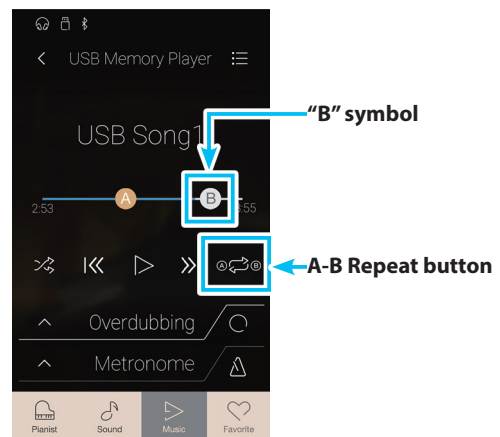 USB Memory Player
“B” symbol
USB Song1
A
B
2:53
:55
A B
A-B Repeat button
Overdubbing
Metronome
Pianist Sound Music Favorite